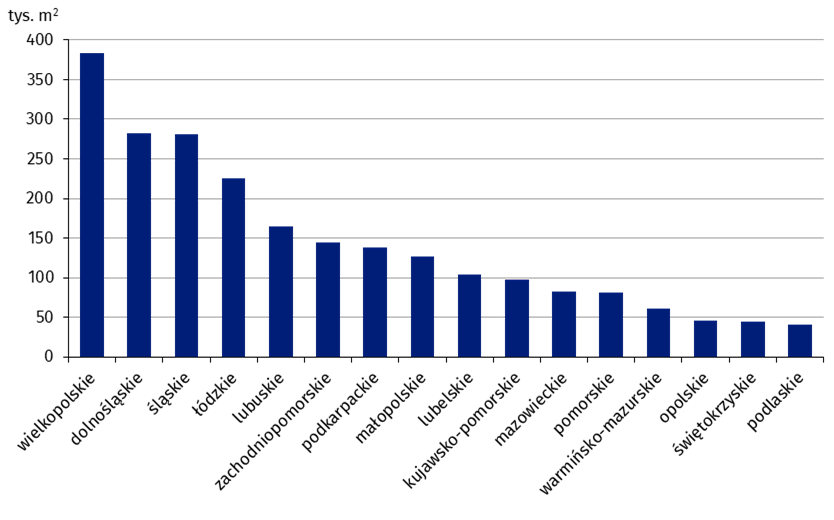 tys. m²
400
350
300
250
200
150
100
50
0
wielkopolskie
dolnośląskie
śląskie
łódzkie
lubuskie
zachodniopomorskie
podkarpackie
małopolskie
lubelskie
kujawsko-pomorskie
mazowieckie
pomorskie
warmińsko-mazurskie
opolskie
świętokrzyskie
podlaskie